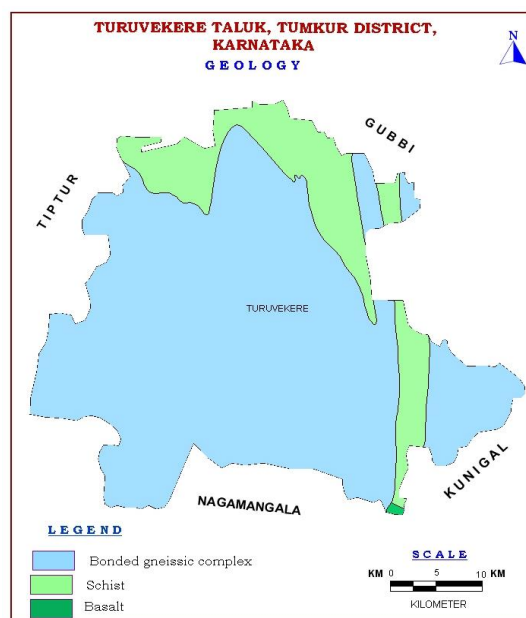 TURUVEKERE TALUK, TUMKUR DISTRICT,
KARNATAKA
GEOLOGY
N
GUBBI
TIPTUR
TURUVEKERE
KUNIGAL
NAGAMANGALA
LEGEND
Bonded gneissic complex
Schist
Basalt
SCALE
KM 0 5 10 KM
KILOMETER